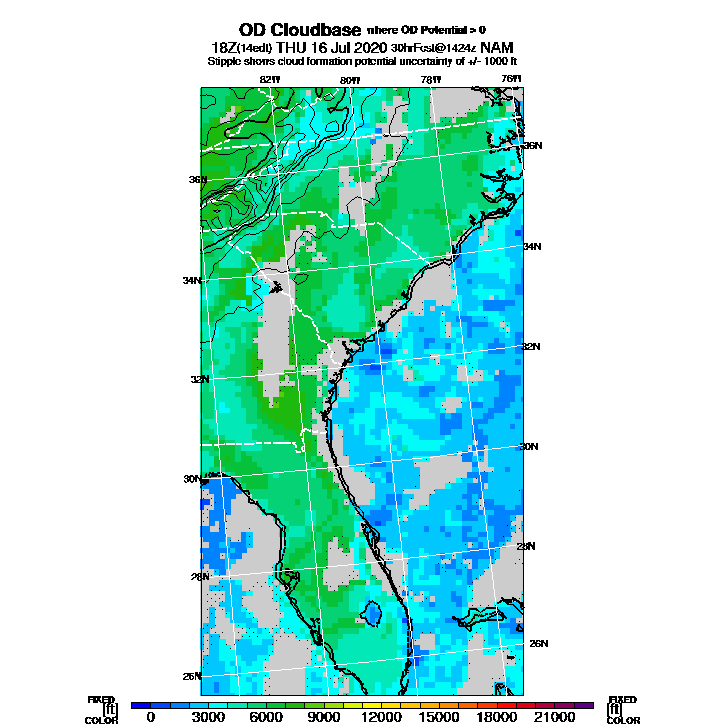 OD Cloudbase where OD Potential > 0
18Z(14edt) THU 16 Jul 2020 30hrFcst@1424z NAM
Stipple shows cloud formation potential uncertainty of +/- 1000 ft
82W 80W 78W 76W
36N
36N
34N
34N
32N
32N
30N
30N
28N
28N
26N
26N
FIXED FIXED
[ft] [ft]
COLOR COLOR
0 3000 6000 9000 12000 15000 18000 21000